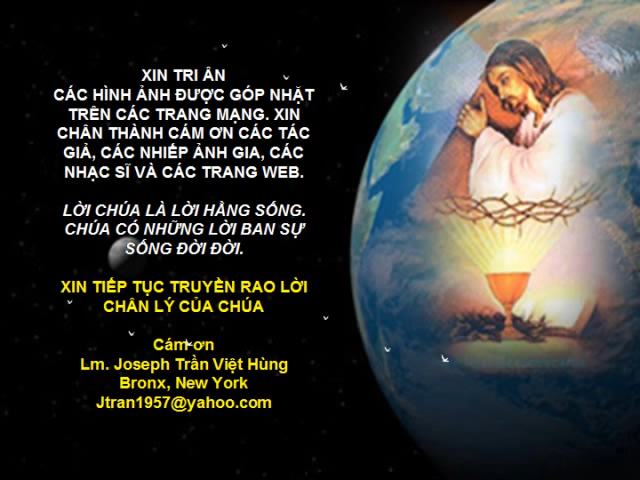 XIN TRI ÂN
CÁC HÌNH ẢNH ĐƯỢC GÓP NHẶT
TRÊN CÁC TRANG MẠNG. XIN
CHÂN THÀNH CÁM ƠN CÁC TÁC
GIẢ, CÁC NHIẾP ẢNH GIA, CÁC
NHẠC SĨ VÀ CÁC TRANG WEB.
LỜI CHÚA LÀ LỜI HẰNG SỐNG.
CHÚA CÓ NHỮNG LỜI BAN SỰ
SỐNG ĐỜI ĐỜI.
XIN TIẾP TỤC TRUYỀN RAO LỜI
CHÂN LÝ CỦA CHÚA
Cám ơn
Lm. Joseph Trần Việt Hùng
Bronx, New York
Jtran1957@yahoo.com